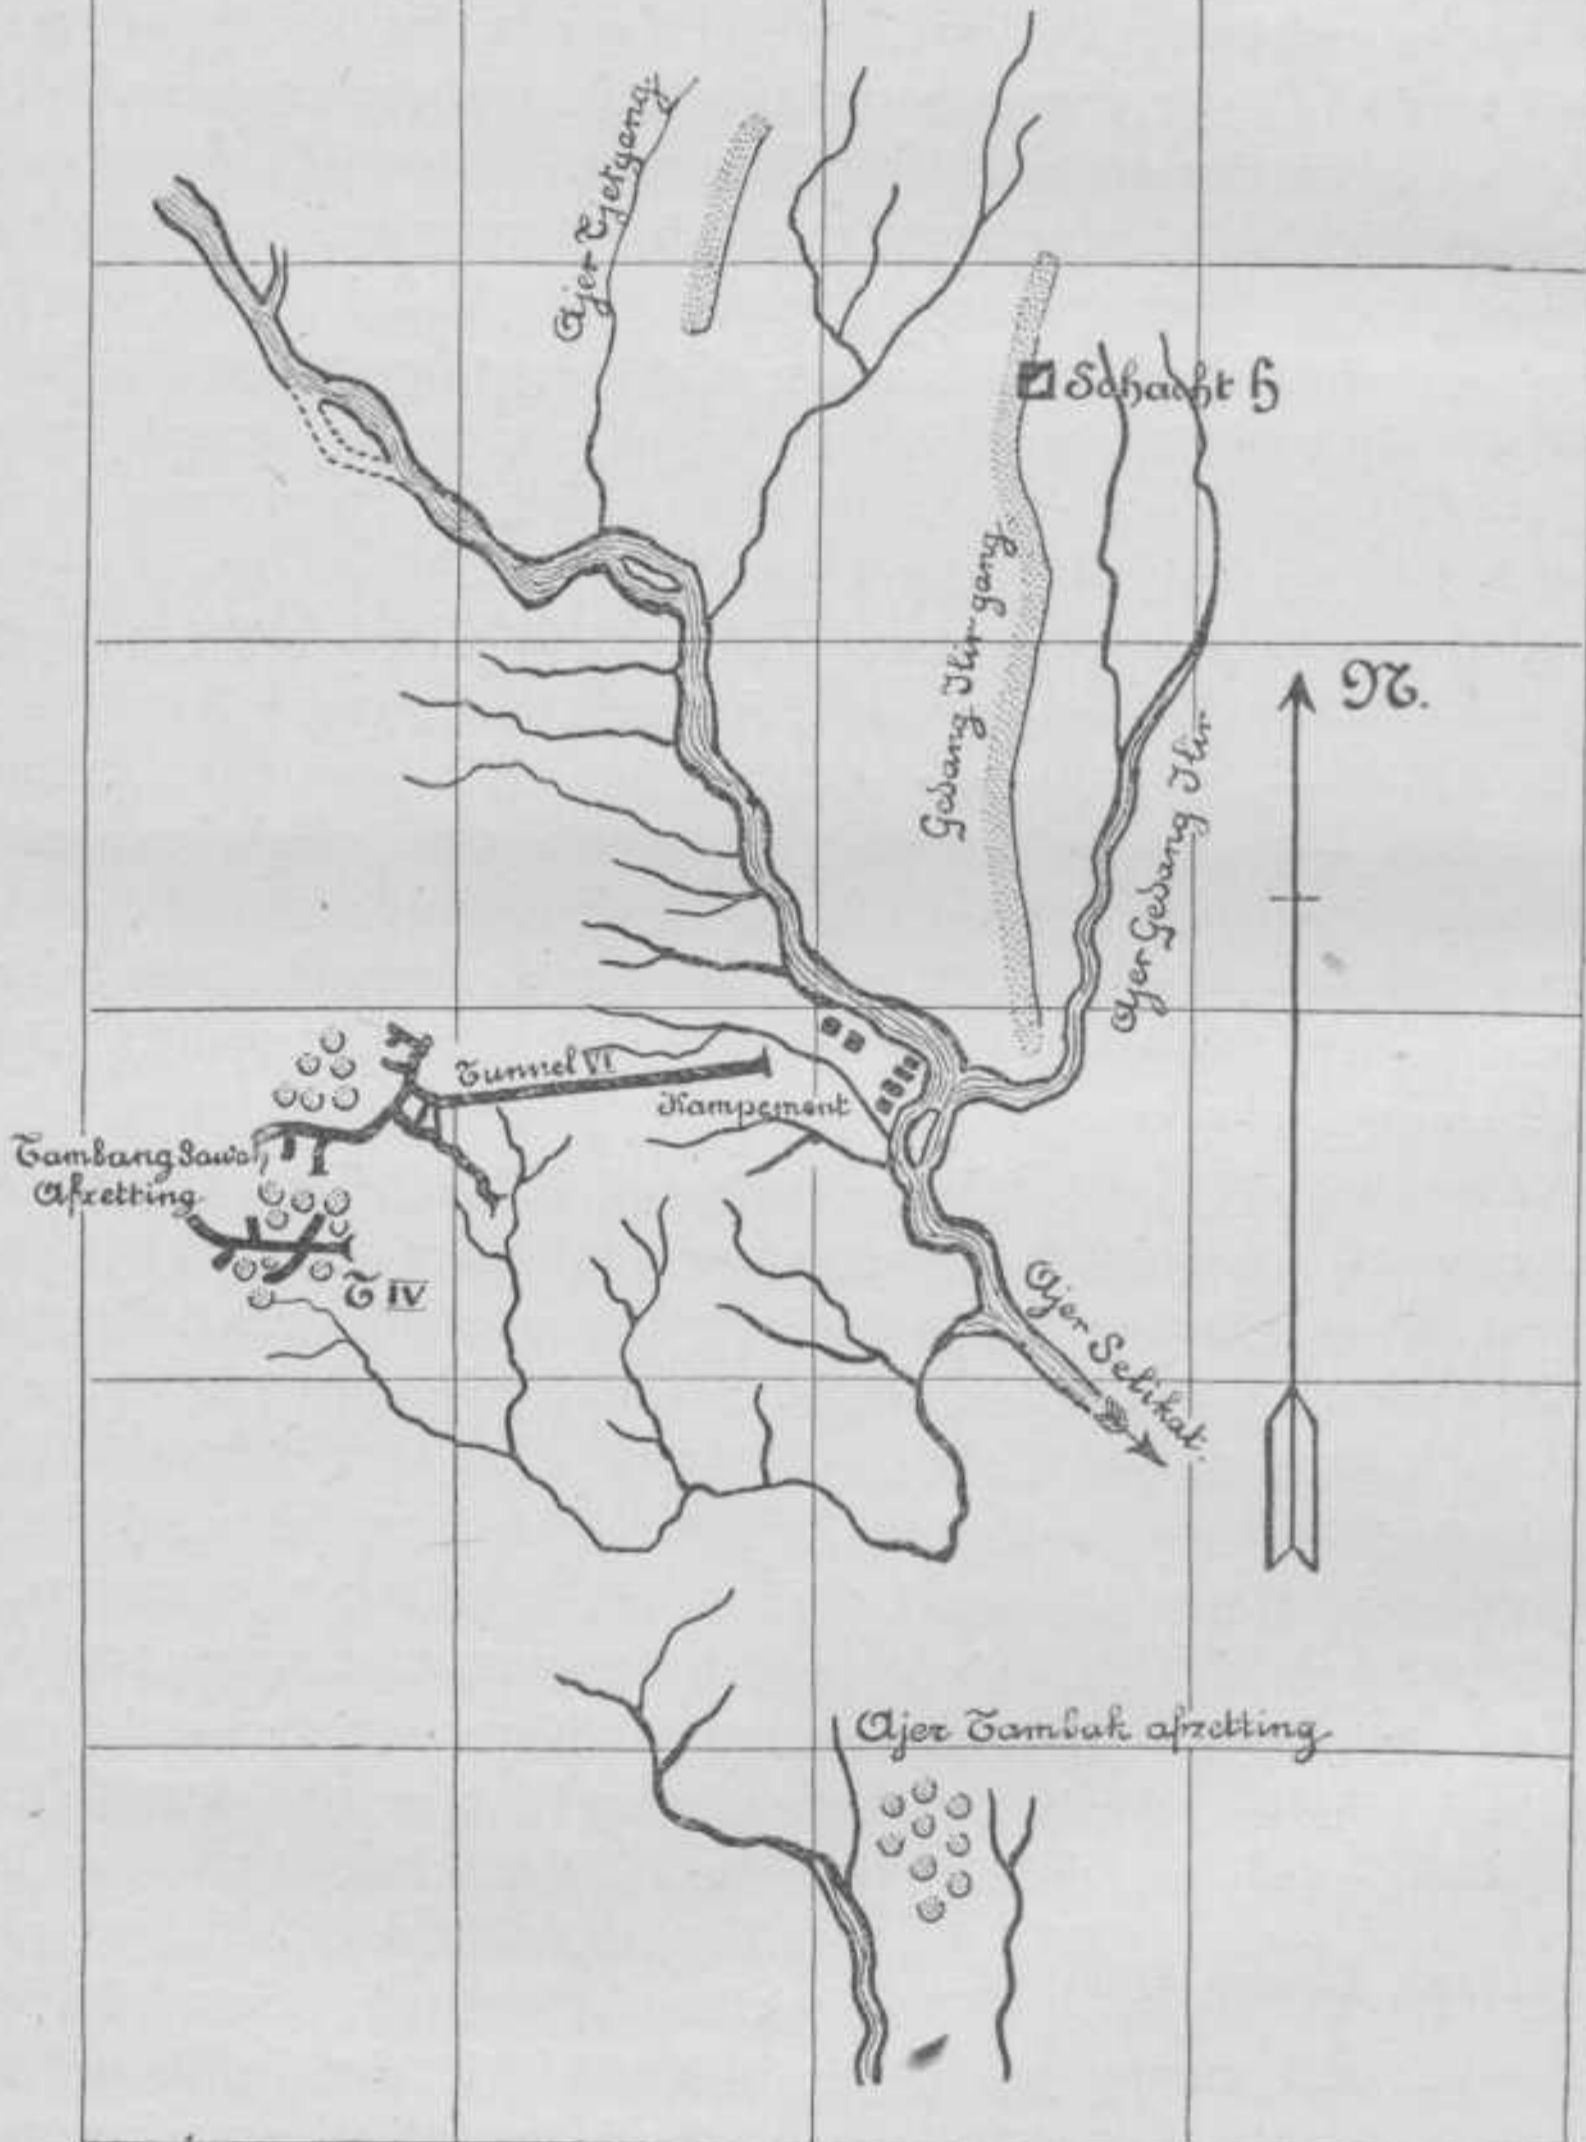 Ajer Tjetgang.
Schacht H
Gedang Ilir-gang
N.
Ajer Gedang Ilir
Tunnel VI
Kampement
Tambang Sawah
Afzetting
T IV
Ajer Selikat.
Ajer Tambak afzetting